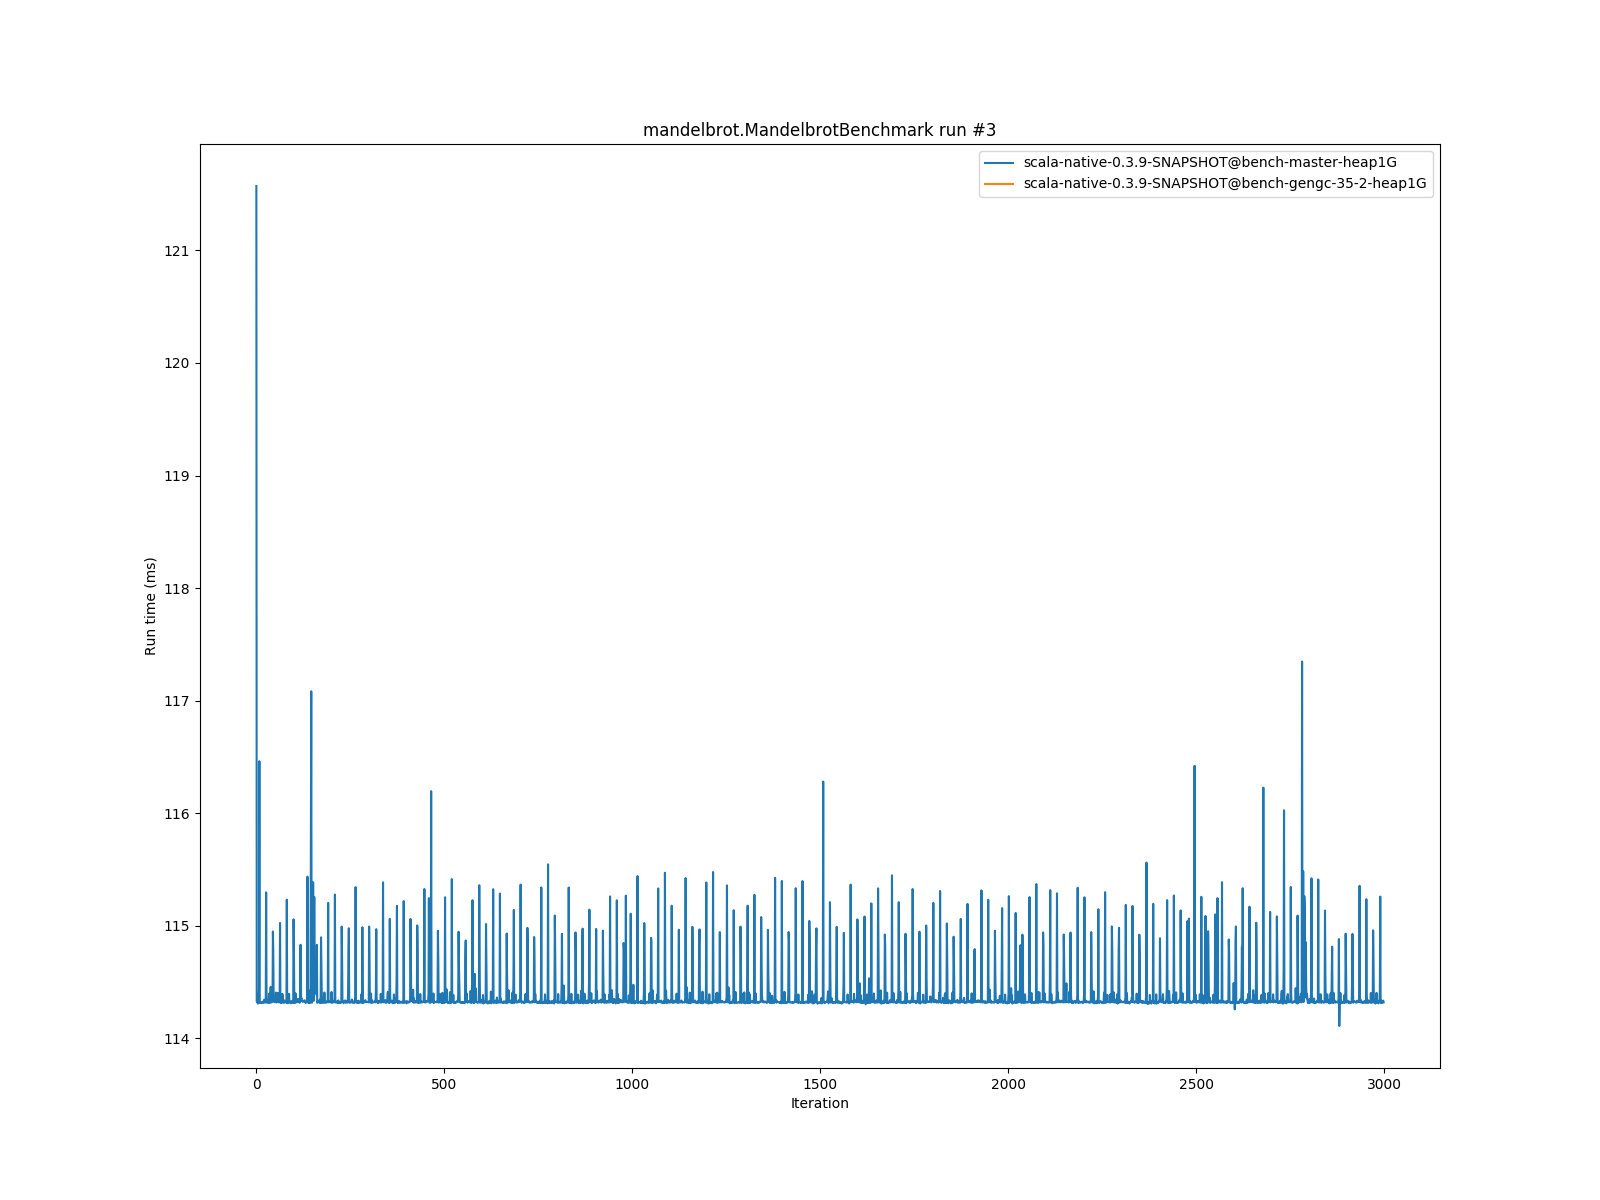 mandelbrot.MandelbrotBenchmark run #3
scala-native-0.3.9-SNAPSHOT@bench-master-heap1G
scala-native-0.3.9-SNAPSHOT@bench-gengc-35-2-heap1G
121
120
119
118
117
116
115
114
Run time (ms)
0 500 1000 1500 2000 2500 3000
Iteration